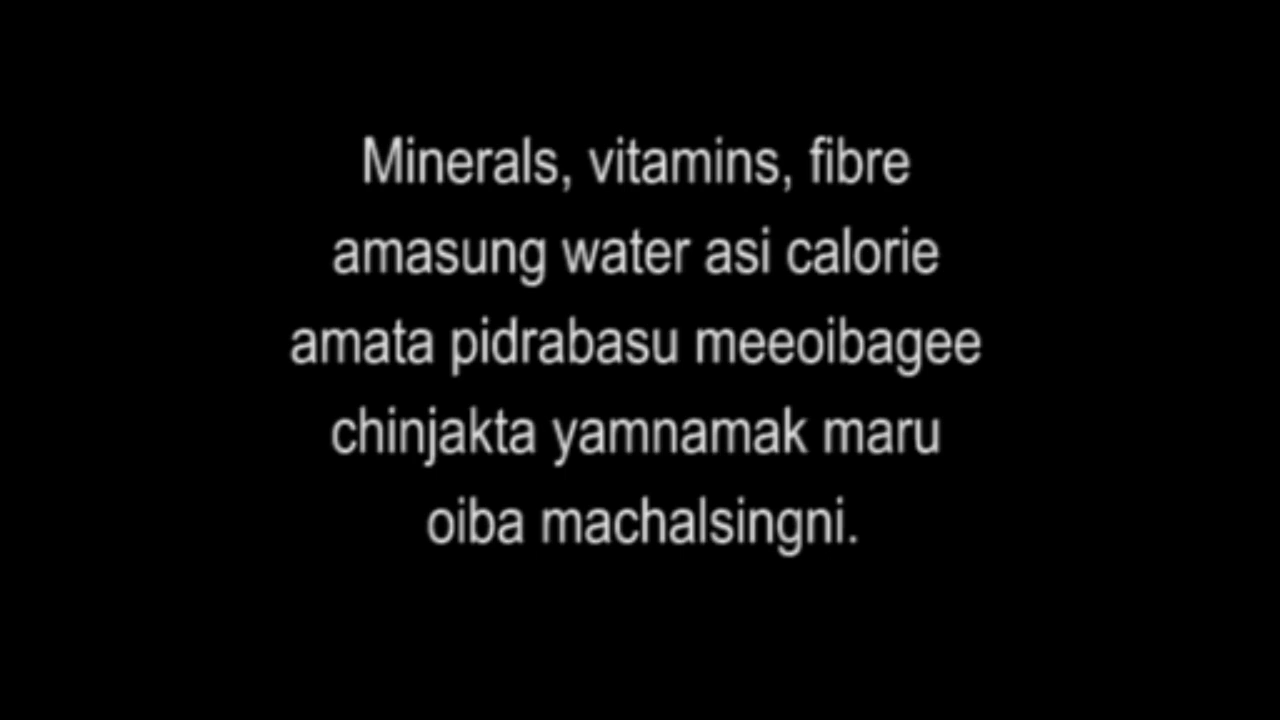 Minerals, vitamins, fibre
amasung water asi calorie
amata pidrabasu meeoibagee
chinjakta yamnamak maru
oiba machalsingni.